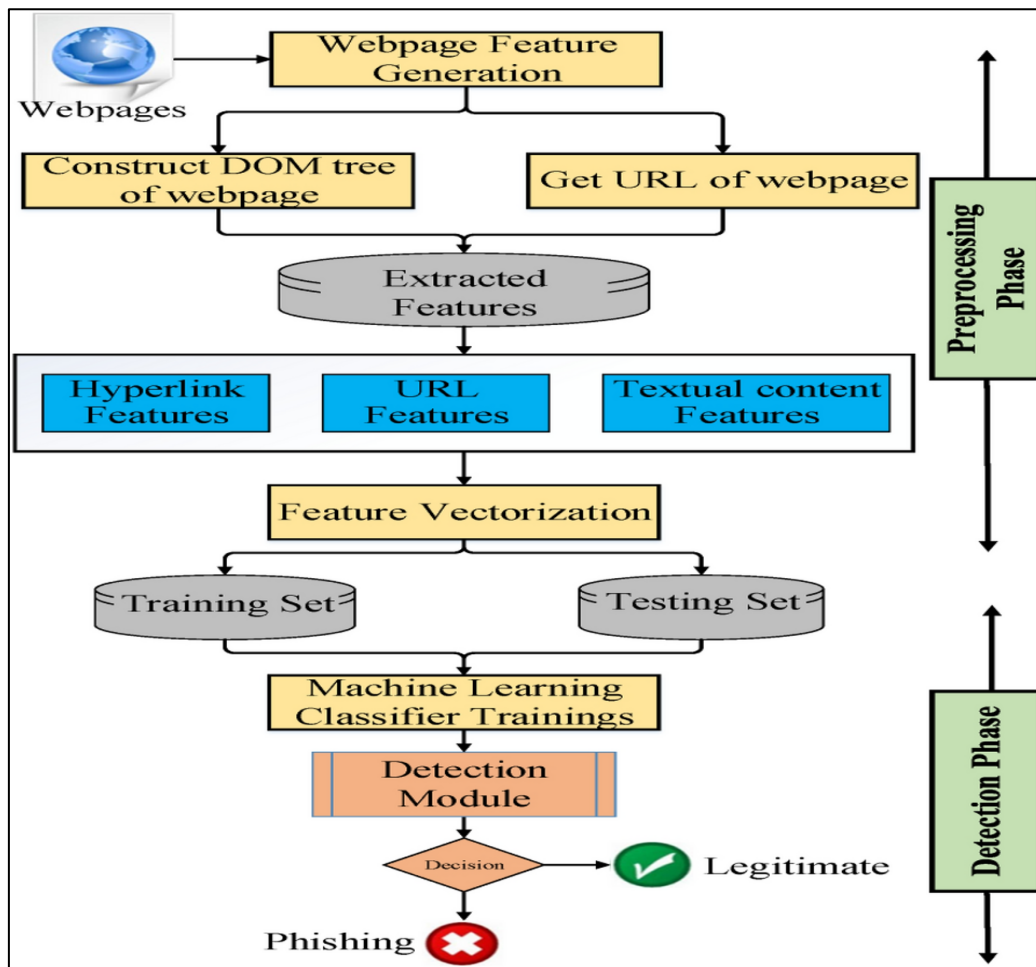 Webpage Feature
Generation
Webpages
Construct DOM tree
of webpage
Get URL of webpage
Extracted
Features
Preprocessing
Phase
Hyperlink
Features
URL
Features
Textual content
Features
Feature Vectorization
Training Set
Testing Set
Machine Learning
Classifier Trainings
Detection
Module
Detection Phase
Decision
Legitimate
Phishing